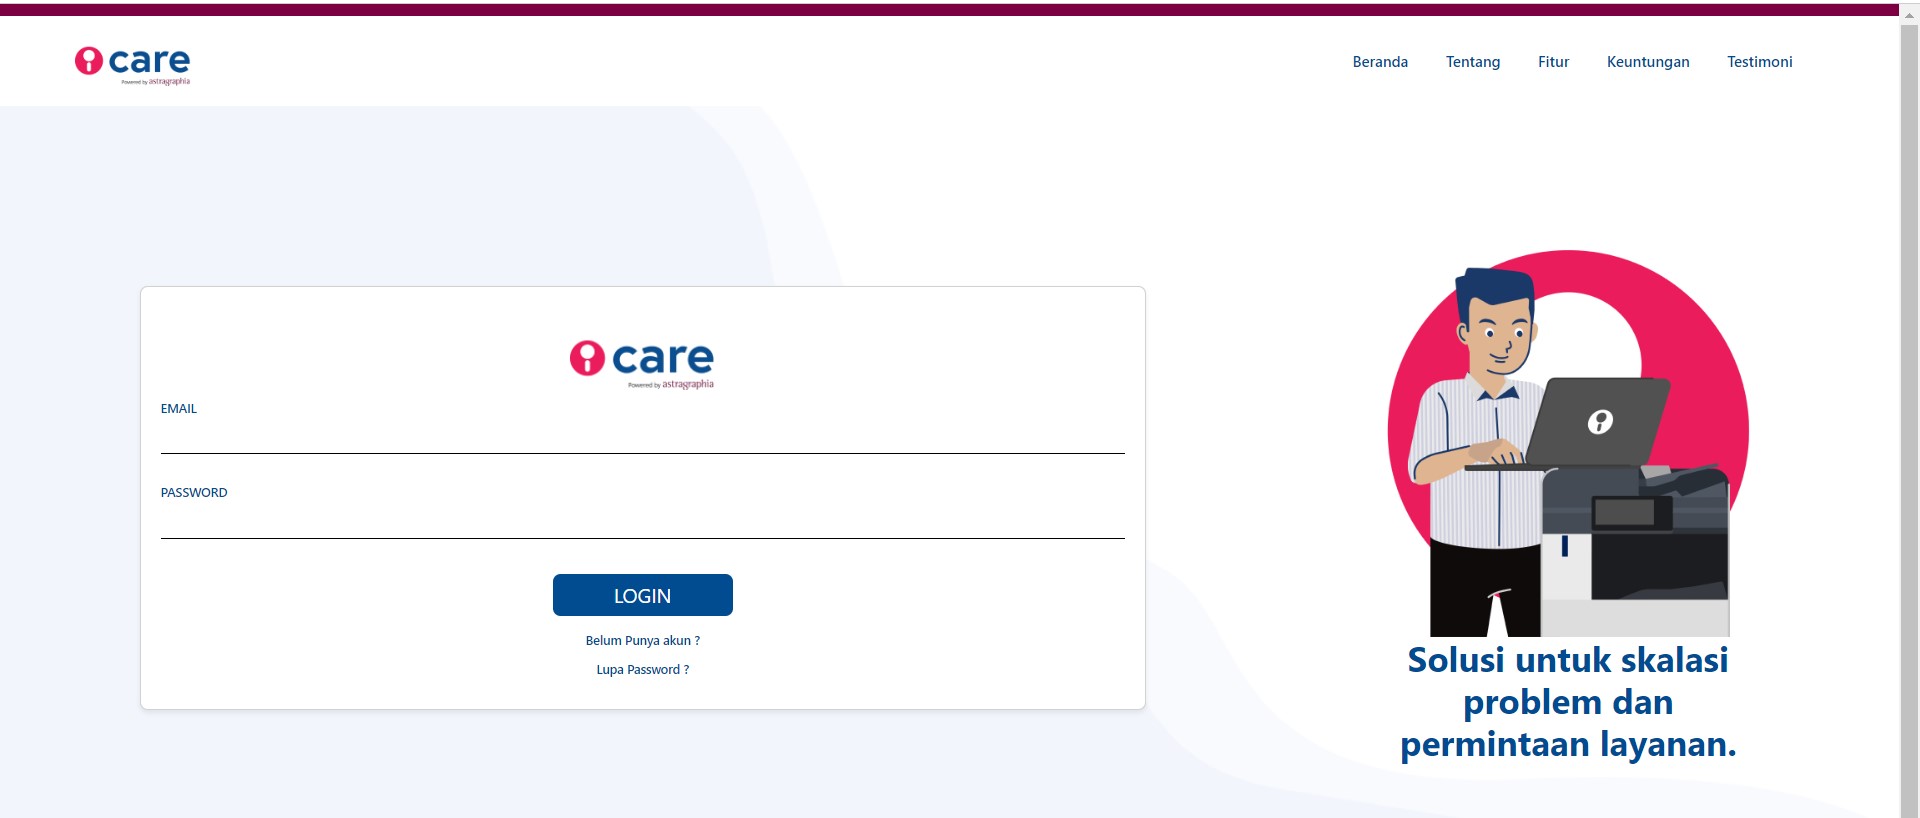 care
Powered by astragraphia
Beranda Tentang Fitur Keuntungan Testimoni
care
Powered by astragraphia
EMAIL
PASSWORD
LOGIN
Belum Punya akun ?
Lupa Password ?
Solusi untuk skalasi
problem dan
permintaan layanan.